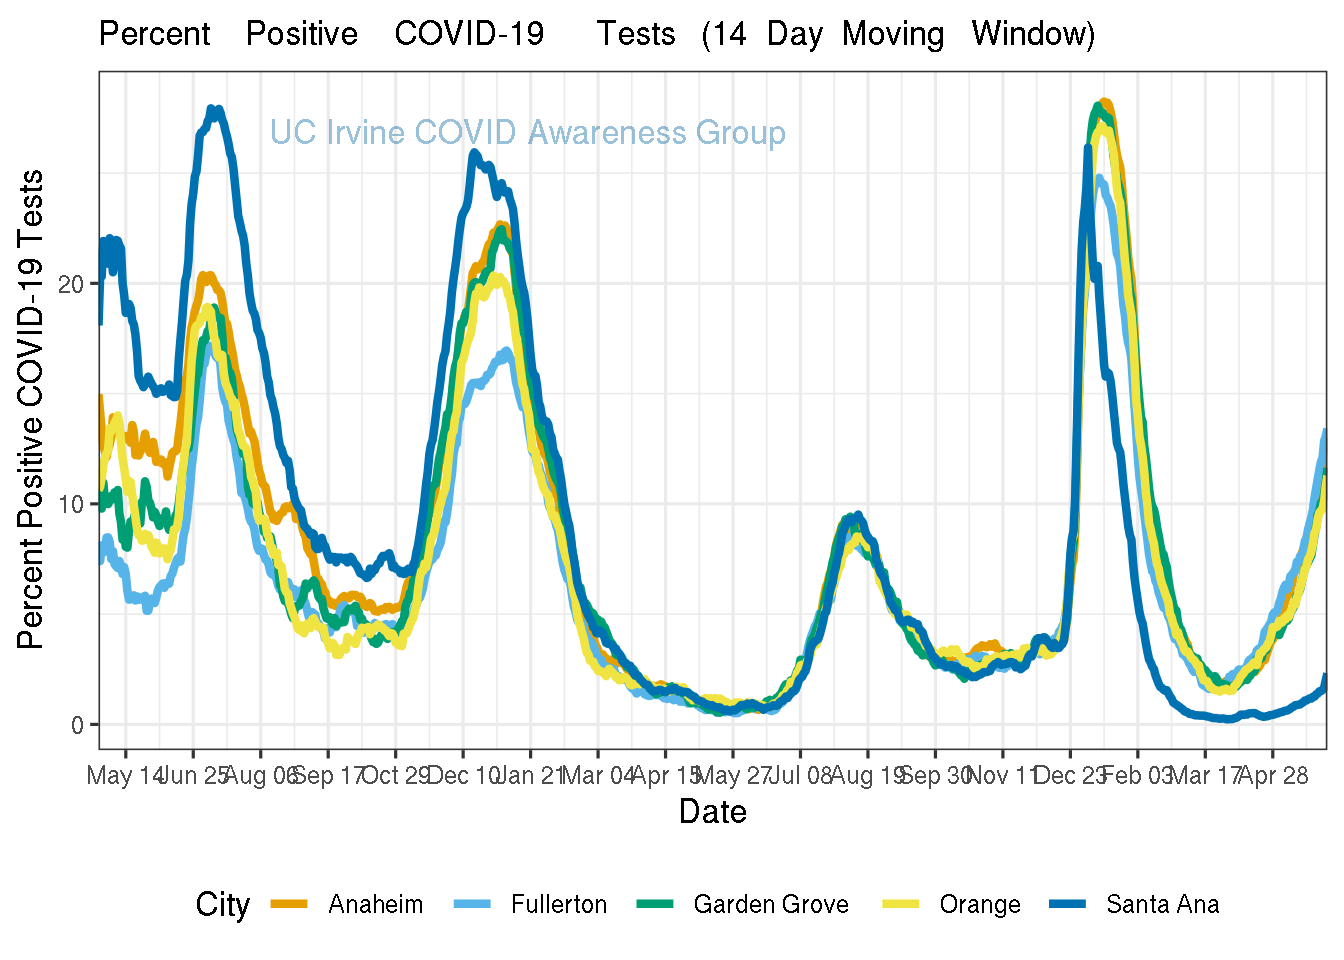 Percent Positive COVID-19 Tests (14 Day Moving Window)
UC Irvine COVID Awareness Group
Percent Positive COVID-19 Tests
20
10
0
May 14 Jun 25 Aug 06 Sep 17 Oct 29 Dec 10 Jan 21 Mar 04 Apr 15 May 27 Jul 08 Aug 19 Sep 30 Nov 11 Dec 23 Feb 03 Mar 17 Apr 28
Date
City Anaheim Fullerton Garden Grove Orange Santa Ana